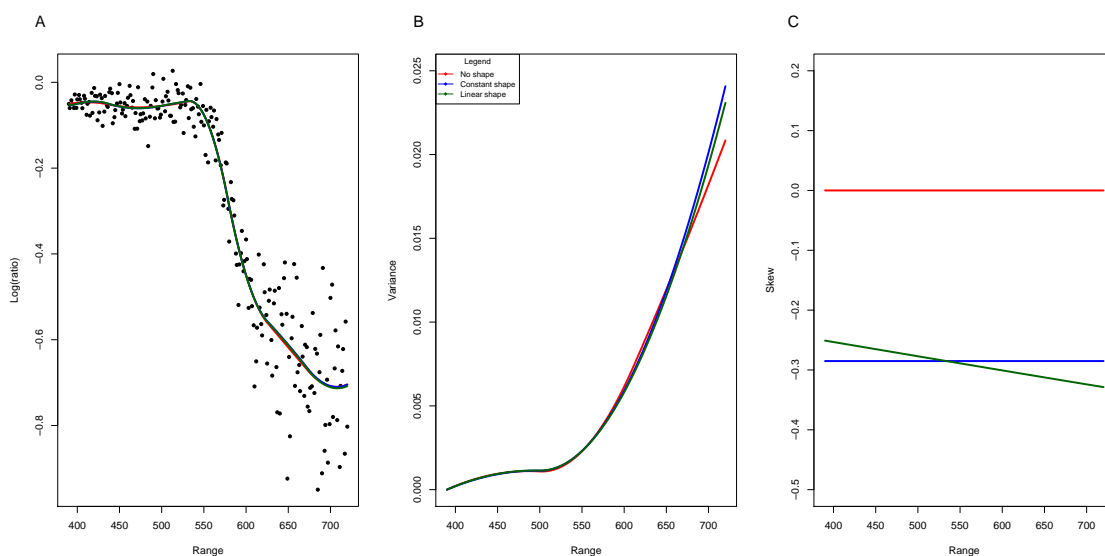 A
B
C
0.0
−0.2
−0.4
−0.6
−0.8
Log(ratio)
400 450 500 550 600 650 700
Range
Legend
No shape
Constant shape
Linear shape
0.025
0.020
0.015
0.010
0.005
0.000
Variance
400 450 500 550 600 650 700
Range
0.2
0.1
0.0
−0.1
−0.2
−0.3
−0.4
−0.5
Skew
400 450 500 550 600 650 700
Range